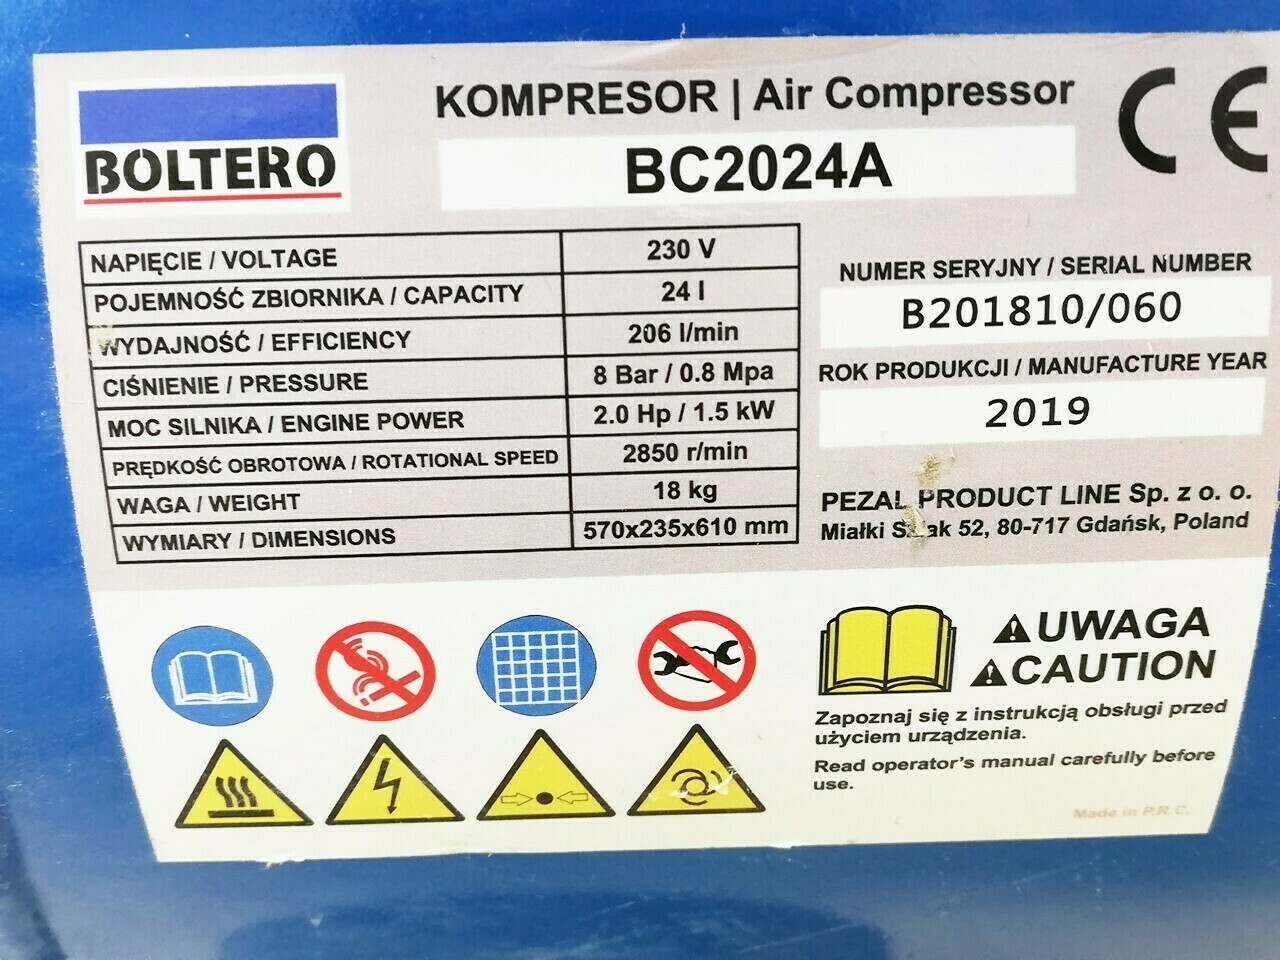 BOLTERO
KOMPRESOR | Air Compressor
BC2024A
CE
NAPIĘCIE / VOLTAGE 230 V
POJEMNOŚĆ ZBIORNIKA / CAPACITY 24 l
WYDAJNOŚĆ / EFFICIENCY 206 l/min
CIŚNIENIE / PRESSURE 8 Bar / 0.8 Mpa
MOC SILNIKA / ENGINE POWER 2.0 Hp / 1.5 kW
PRĘDKOŚĆ OBROTOWA / ROTATIONAL SPEED 2850 r/min
WAGA / WEIGHT 18 kg
WYMIARY / DIMENSIONS 570x235x610 mm
NUMER SERYJNY / SERIAL NUMBER
B201810/060
ROK PRODUKCJI / MANUFACTURE YEAR
2019
PEZAL PRODUCT LINE Sp. z o. o.
Miałki Szlak 52, 80-717 Gdańsk, Poland
UWAGA
CAUTION
Zapoznaj się z instrukcją obsługi przed
użyciem urządzenia.
Read operator's manual carefully before
use.
Made in P.R.C.